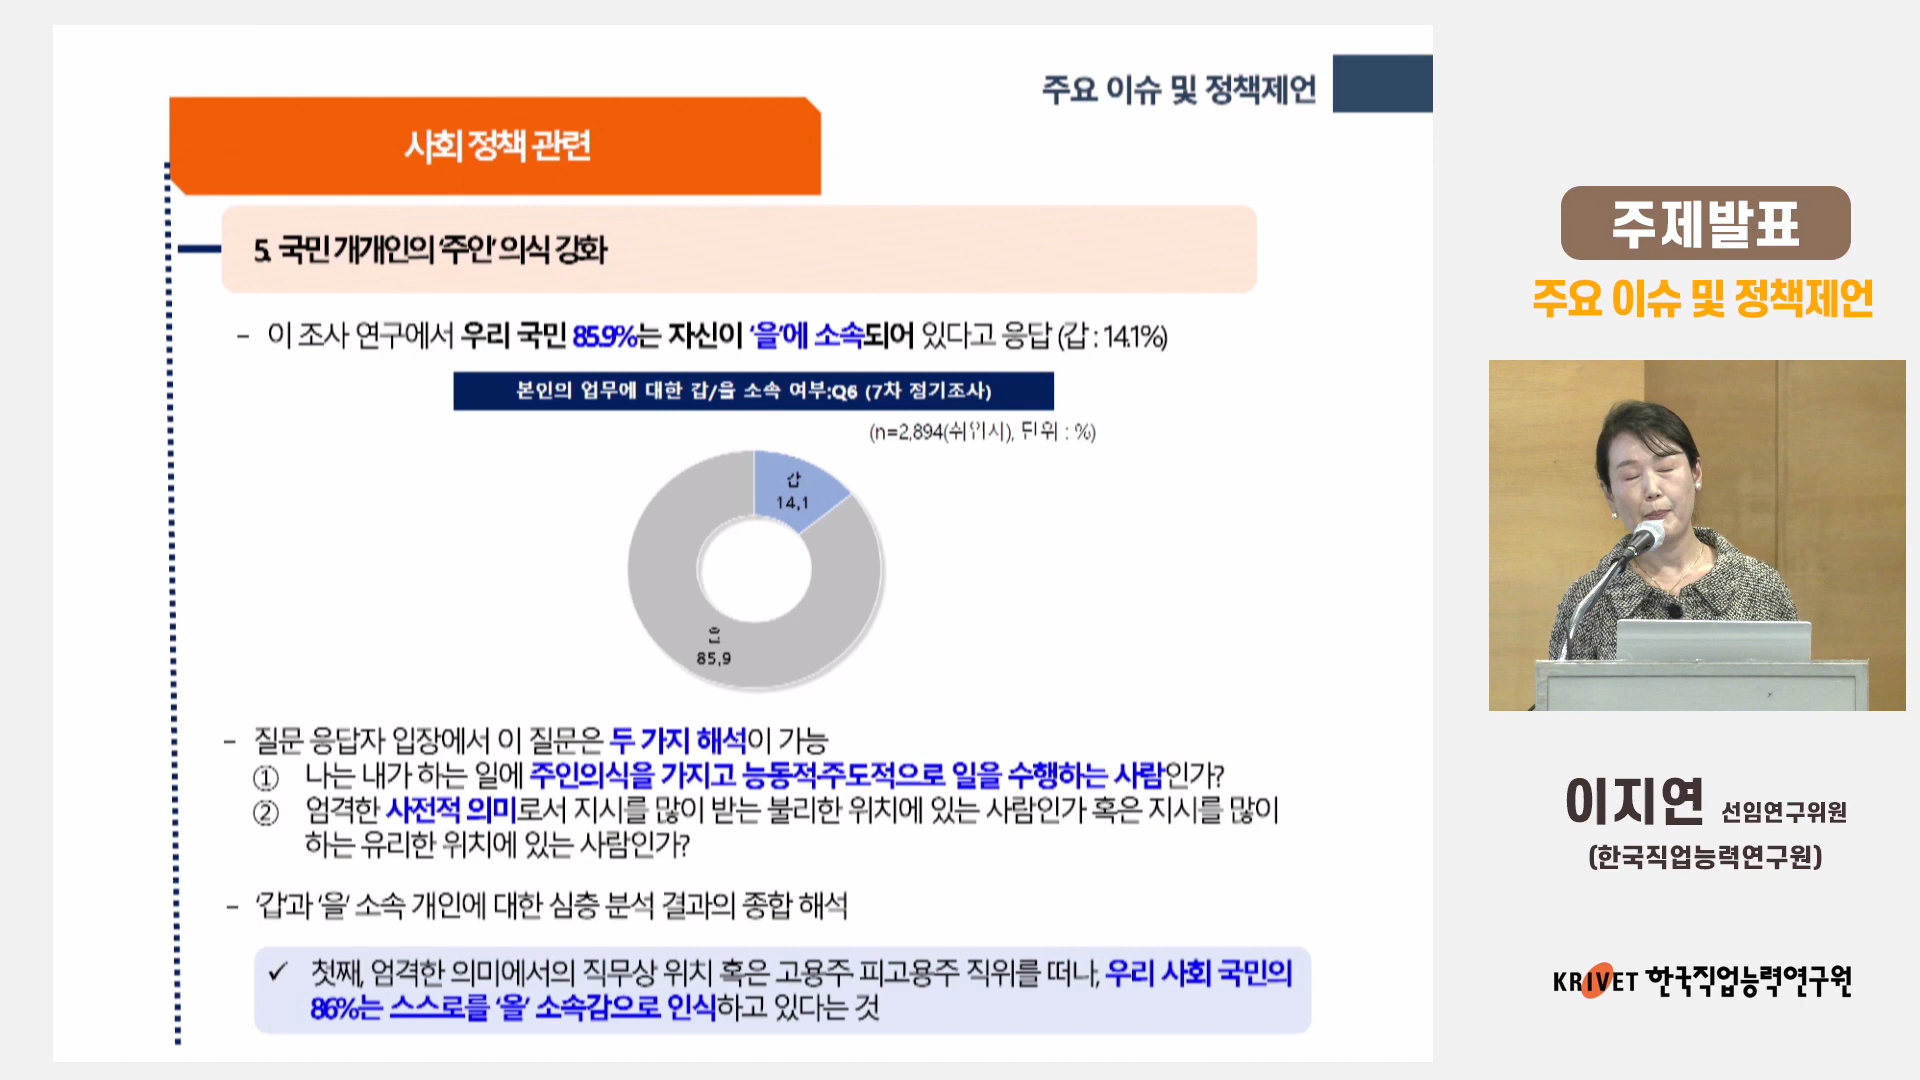 주요 이슈 및 정책제언
사회 정책 관련
5. 국민 개개인의 '주인' 의식 강화
- 이 조사 연구에서 우리 국민 85.9%는 자신이 '을'에 소속되어 있다고 응답 (갑 : 14.1%)
본인의 업무에 대한 갑/을 소속 여부:Q6 (7차 정기조사)
(n=2,894(취업자), 단위 : %)
갑
14.1
을
85.9
- 질문 응답자 입장에서 이 질문은 두 가지 해석이 가능
① 나는 내가 하는 일에 주인의식을 가지고 능동적·주도적으로 일을 수행하는 사람인가?
② 엄격한 사전적 의미로서 지시를 많이 받는 불리한 위치에 있는 사람인가 혹은 지시를 많이
하는 유리한 위치에 있는 사람인가?
- '갑'과 '을' 소속 개인에 대한 심층 분석 결과의 종합 해석
✓ 첫째, 엄격한 의미에서의 직무상 위치 혹은 고용주·피고용주 직위를 떠나, 우리 사회 국민의
86%는 스스로를 '을' 소속감으로 인식하고 있다는 것
주제발표
주요 이슈 및 정책제언
이지연 선임연구위원
(한국직업능력연구원)
KRIVET 한국직업능력연구원